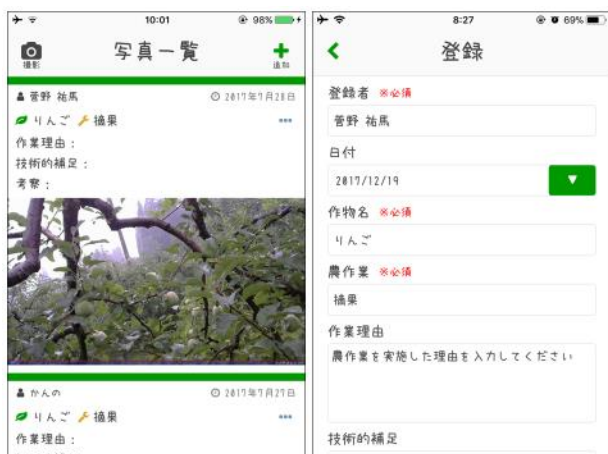 10:01
98%
撮影
写真一覧
追加
菅野 祐馬
2017年7月28日
りんご 摘果
作業理由:
技術的補足:
考察:
かんの
2017年7月27日
りんご 摘果
作業理由:
8:27
69%
登録
登録者 ※必須
菅野 祐馬
日付
2017/12/19
作物名 ※必須
りんご
農作業 ※必須
摘果
作業理由
農作業を実施した理由を入力してください
技術的補足